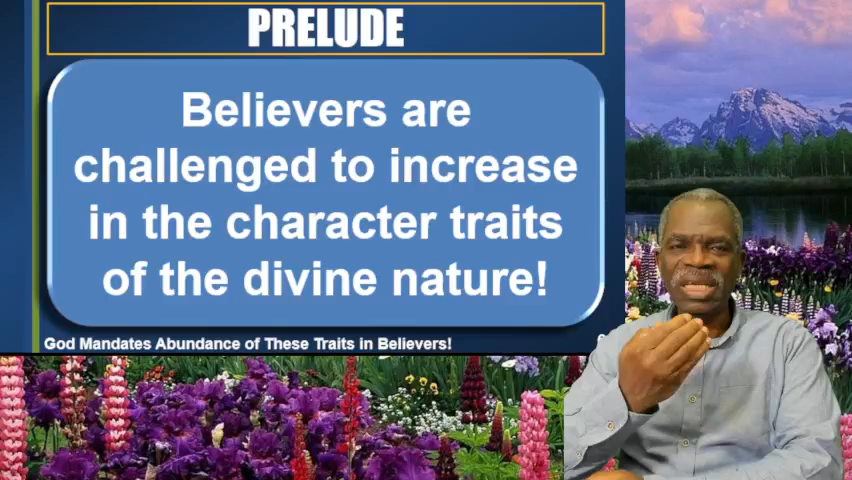 PRELUDE
Believers are
challenged to increase
in the character traits
of the divine nature!
God Mandates Abundance of These Traits in Believers!